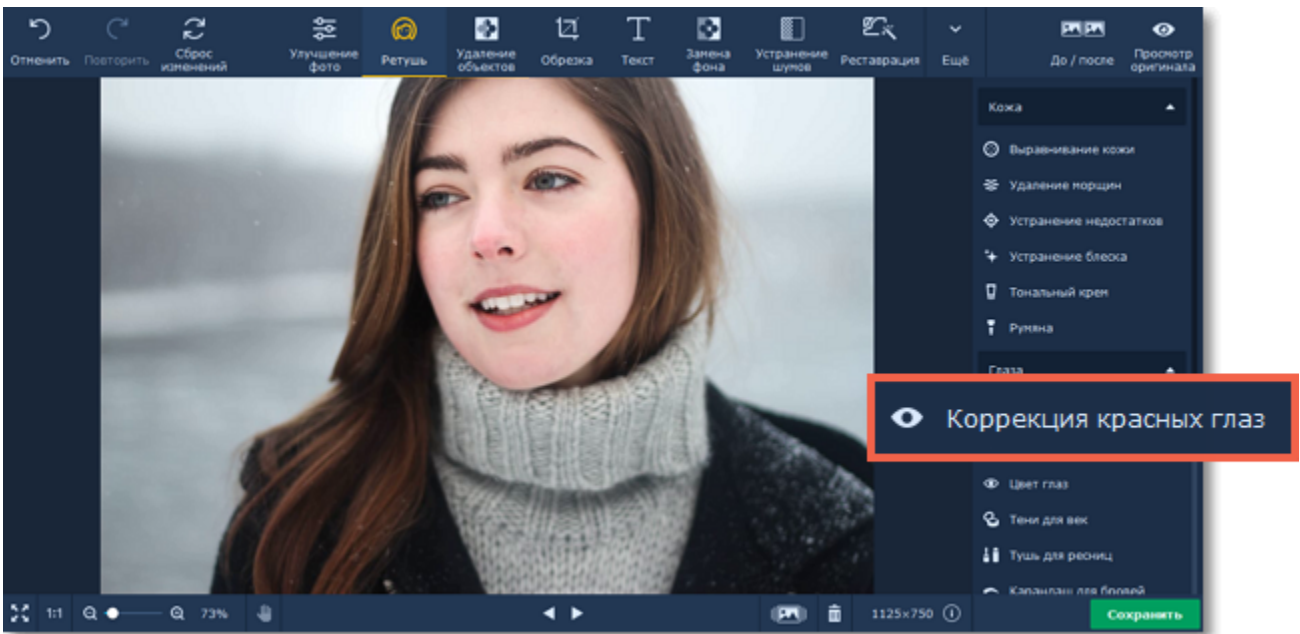 Отменить
Повторить
Сброс
изменений
Улучшение
фото
Ретушь
Удаление
объектов
Обрезка
Текст
Замена
фона
Устранение
шумов
Реставрация
Ещё
До / после
Просмотр
оригинала
Кожа
Выравнивание кожи
Удаление морщин
Устранение недостатков
Устранение блеска
Тональный крем
Румяна
Глаза
Коррекция красных глаз
Цвет глаз
Тени для век
Тушь для ресниц
Карандаш для бровей
1:1
73%
1125×750
Сохранить